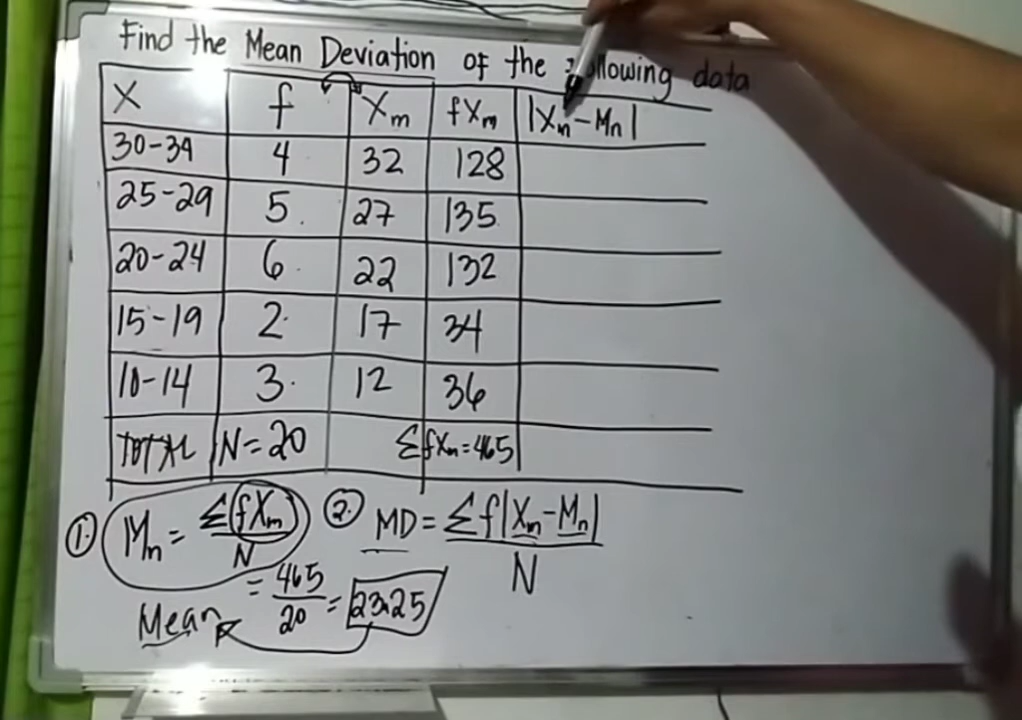 Find the Mean Deviation of the following data
X f Xm fXm |Xm-Mn|
30-34 4 32 128
25-29 5 27 135
20-24 6 22 132
15-19 2 17 34
10-14 3 12 36
TOTAL N=20 ΣfXm=465
1. Mn = Σ(fXm) / N
= 465 / 20 = 23.25
Mean
2. MD = Σf|Xm-Mn| / N